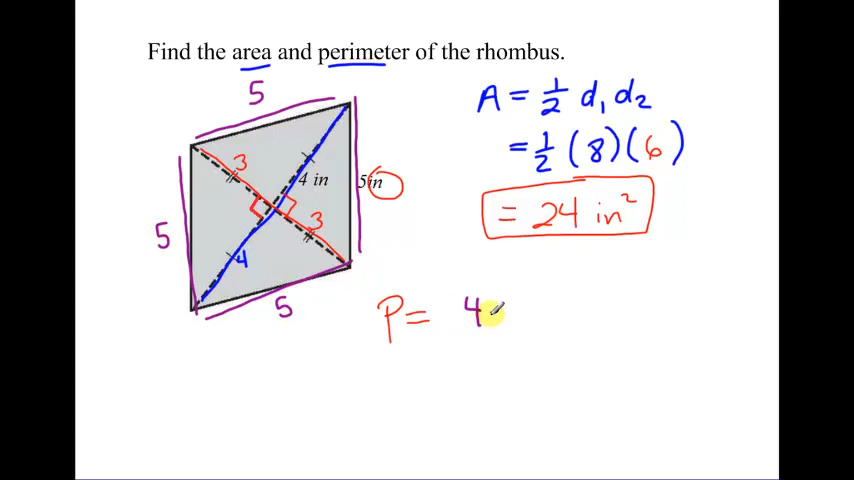 Find the area and perimeter of the rhombus.
5
A = 1/2 d₁ d₂
= 1/2 (8)(6)
3
4 in
5in
= 24 in²
3
5
4
5
P = 4